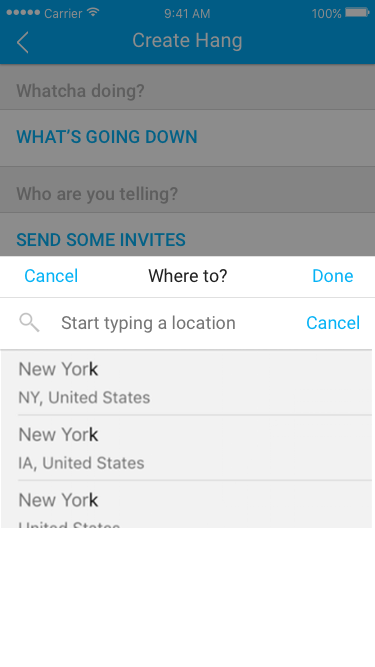 Carrier 9:41 AM 100%
Create Hang
Whatcha doing?
WHAT'S GOING DOWN
Who are you telling?
SEND SOME INVITES
Cancel Where to? Done
Start typing a location Cancel
New York
NY, United States
New York
IA, United States
New York
United States